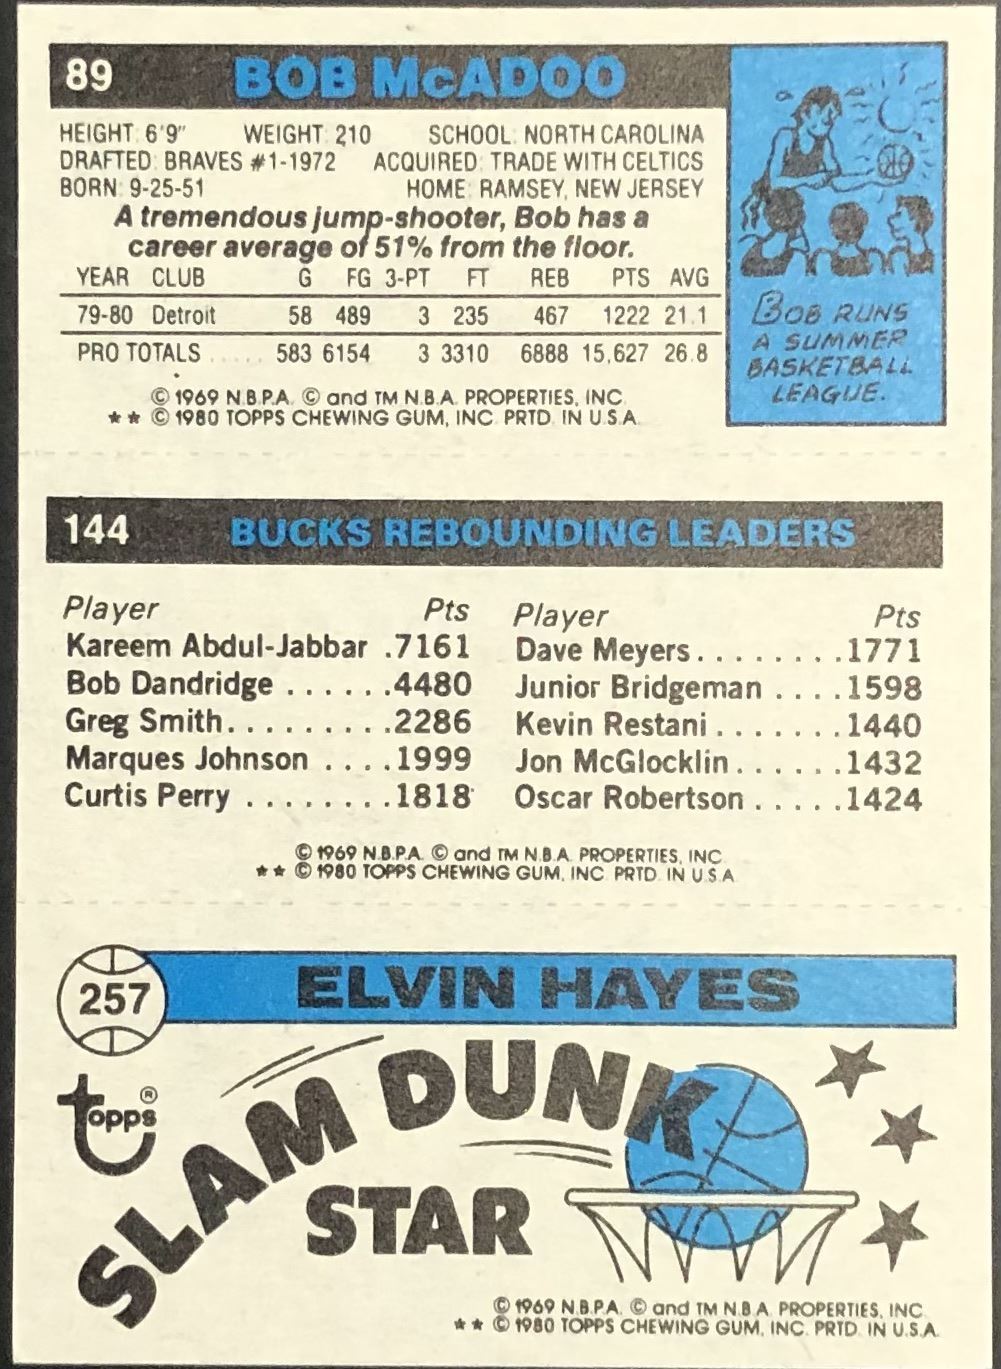 89 BOB McADOO
HEIGHT: 6'9" WEIGHT: 210 SCHOOL: NORTH CAROLINA
DRAFTED: BRAVES #1-1972 ACQUIRED: TRADE WITH CELTICS
BORN: 9-25-51 HOME: RAMSEY, NEW JERSEY
A tremendous jump-shooter, Bob has a
career average of 51% from the floor.
YEAR CLUB G FG 3-PT FT REB PTS AVG
79-80 Detroit 58 489 3 235 467 1222 21.1
PRO TOTALS ..... 583 6154 3 3310 6888 15,627 26.8
© 1969 N.B.P.A. © and TM N.B.A. PROPERTIES, INC.
★★ © 1980 TOPPS CHEWING GUM, INC. PRTD. IN U.S.A.
BOB RUNS
A SUMMER
BASKETBALL
LEAGUE.
144 BUCKS REBOUNDING LEADERS
Player Pts Player Pts
Kareem Abdul-Jabbar .7161 Dave Meyers........1771
Bob Dandridge ......4480 Junior Bridgeman ....1598
Greg Smith.........2286 Kevin Restani.......1440
Marques Johnson ....1999 Jon McGlocklin......1432
Curtis Perry ........1818 Oscar Robertson .....1424
© 1969 N.B.P.A. © and TM N.B.A. PROPERTIES, INC.
★★ © 1980 TOPPS CHEWING GUM, INC. PRTD. IN U.S.A.
257 ELVIN HAYES
topps®
SLAM DUNK
STAR
© 1969 N.B.P.A. © and TM N.B.A. PROPERTIES, INC.
★★ © 1980 TOPPS CHEWING GUM, INC. PRTD. IN U.S.A.